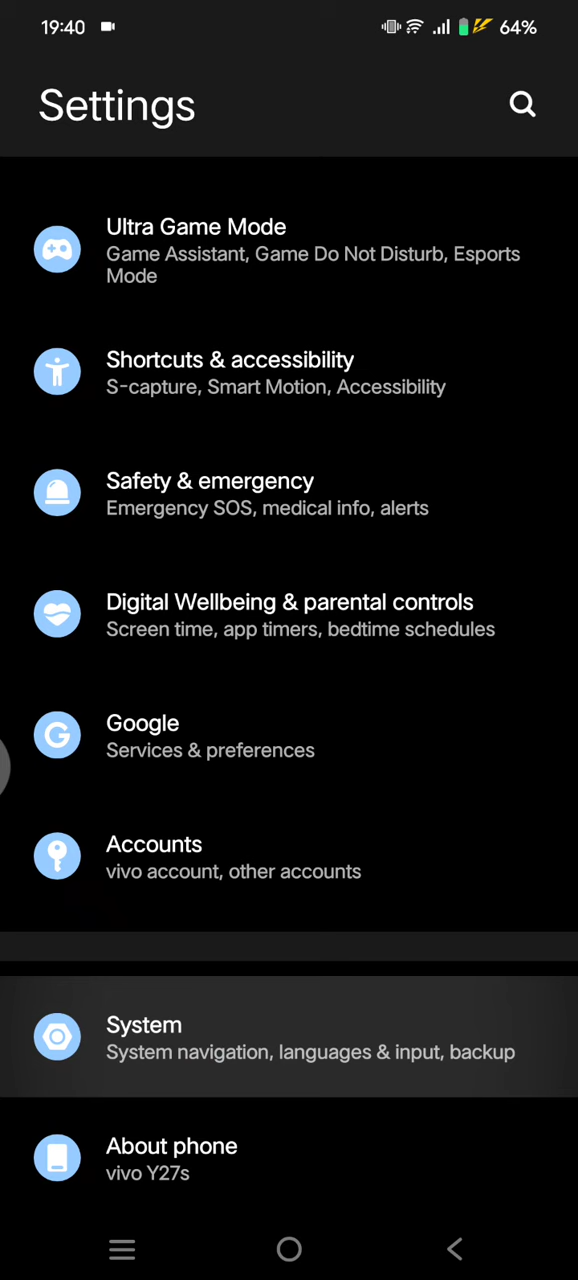 19:40
64%
Settings
Ultra Game Mode
Game Assistant, Game Do Not Disturb, Esports
Mode
Shortcuts & accessibility
S-capture, Smart Motion, Accessibility
Safety & emergency
Emergency SOS, medical info, alerts
Digital Wellbeing & parental controls
Screen time, app timers, bedtime schedules
Google
Services & preferences
Accounts
vivo account, other accounts
System
System navigation, languages & input, backup
About phone
vivo Y27s